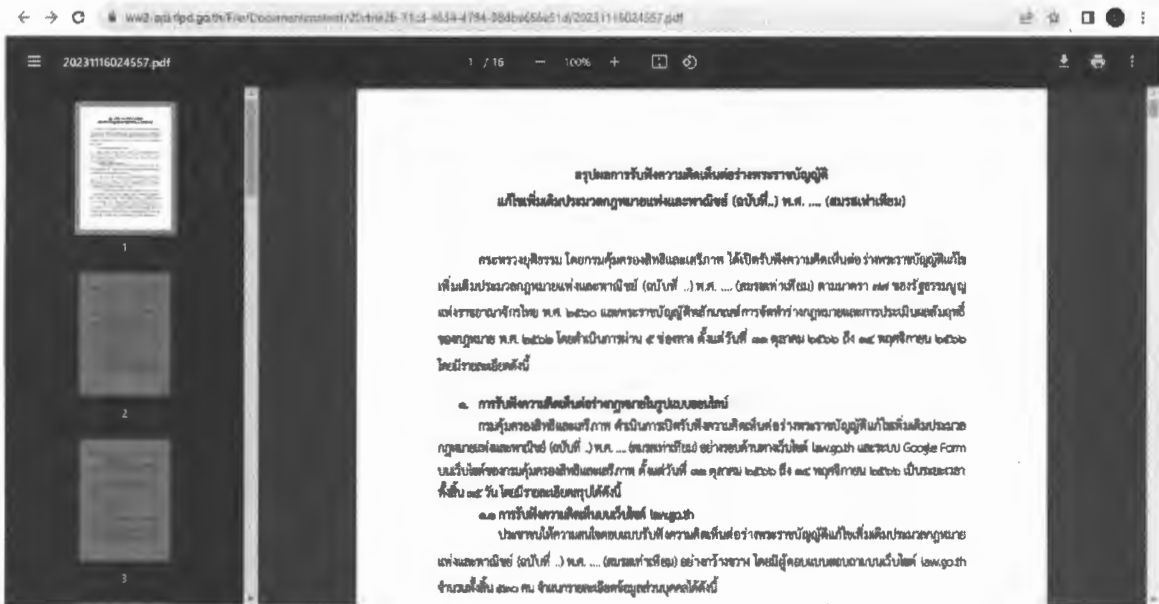 20231116024557.pdf
1 / 16 — 100% +
1
2
3
สรุปผลการรับฟังความคิดเห็นต่อร่างพระราชบัญญัติ
แก้ไขเพิ่มเติมประมวลกฎหมายแพ่งและพาณิชย์ (ฉบับที่..) พ.ศ. .... (สมรสเท่าเทียม)
กระทรวงยุติธรรม โดยกรมคุ้มครองสิทธิและเสรีภาพ ได้เปิดรับฟังความคิดเห็นต่อร่างพระราชบัญญัติแก้ไข
เพิ่มเติมประมวลกฎหมายแพ่งและพาณิชย์ (ฉบับที่ ..) พ.ศ. .... (สมรสเท่าเทียม) ตามมาตรา ๗๗ ของรัฐธรรมนูญ
แห่งราชอาณาจักรไทย พ.ศ. ๒๕๖๐ และพระราชบัญญัติหลักเกณฑ์การจัดทำร่างกฎหมายและการประเมินผลสัมฤทธิ์
ของกฎหมาย พ.ศ. ๒๕๖๒ โดยดำเนินการผ่าน ๕ ช่องทาง ตั้งแต่วันที่ ๓๑ ตุลาคม ๒๕๖๖ ถึง ๑๔ พฤศจิกายน ๒๕๖๖
โดยมีรายละเอียดดังนี้
๑. การรับฟังความคิดเห็นต่อร่างกฎหมายในรูปแบบออนไลน์
กรมคุ้มครองสิทธิและเสรีภาพ ดำเนินการเปิดรับฟังความคิดเห็นต่อร่างพระราชบัญญัติแก้ไขเพิ่มเติมประมวล
กฎหมายแพ่งและพาณิชย์ (ฉบับที่ ..) พ.ศ. .... (สมรสเท่าเทียม) อย่างรอบด้านทางเว็บไซต์ law.go.th และระบบ Google Form
บนเว็บไซต์ของกรมคุ้มครองสิทธิและเสรีภาพ ตั้งแต่วันที่ ๓๑ ตุลาคม ๒๕๖๖ ถึง ๑๔ พฤศจิกายน ๒๕๖๖ เป็นระยะเวลา
ทั้งสิ้น ๑๕ วัน โดยมีรายละเอียดสรุปได้ดังนี้
๑.๑ การรับฟังความคิดเห็นบนเว็บไซต์ law.go.th
ประชาชนให้ความสนใจตอบแบบรับฟังความคิดเห็นต่อร่างพระราชบัญญัติแก้ไขเพิ่มเติมประมวลกฎหมาย
แพ่งและพาณิชย์ (ฉบับที่ ..) พ.ศ. .... (สมรสเท่าเทียม) อย่างกว้างขวาง โดยมีผู้ตอบแบบสอบถามบนเว็บไซต์ law.go.th
จำนวนทั้งสิ้น คน จำแนกรายละเอียดข้อมูลส่วนบุคคลได้ดังนี้